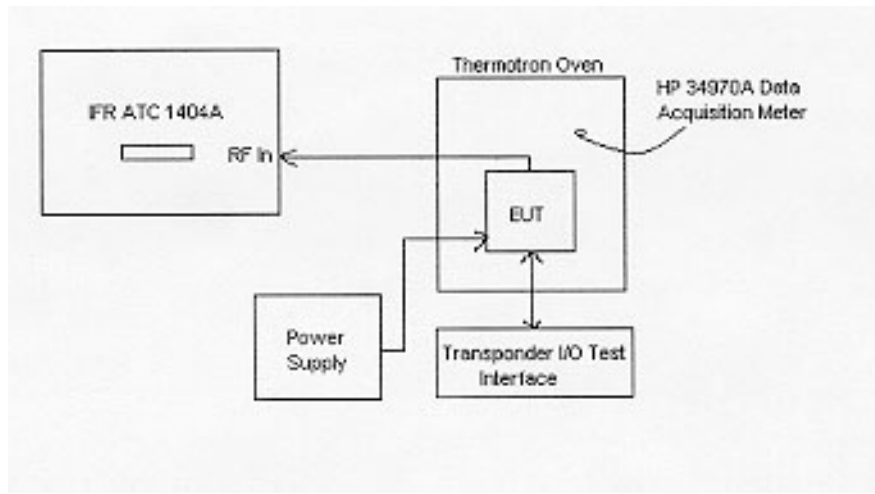 Thermotron Oven
HP 34970A Data
Acquisition Meter
IFR ATC 1404A
RF In
EUT
Power
Supply
Transponder I/O Test
Interface